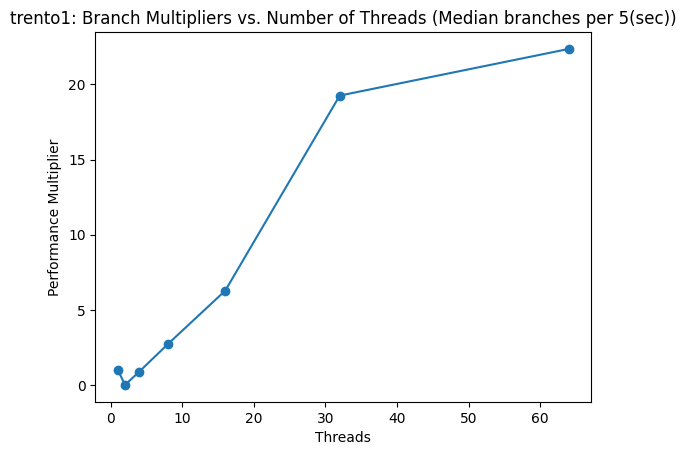 trento1: Branch Multipliers vs. Number of Threads (Median branches per 5(sec))
20
15
10
5
0
Performance Multiplier
0 10 20 30 40 50 60
Threads